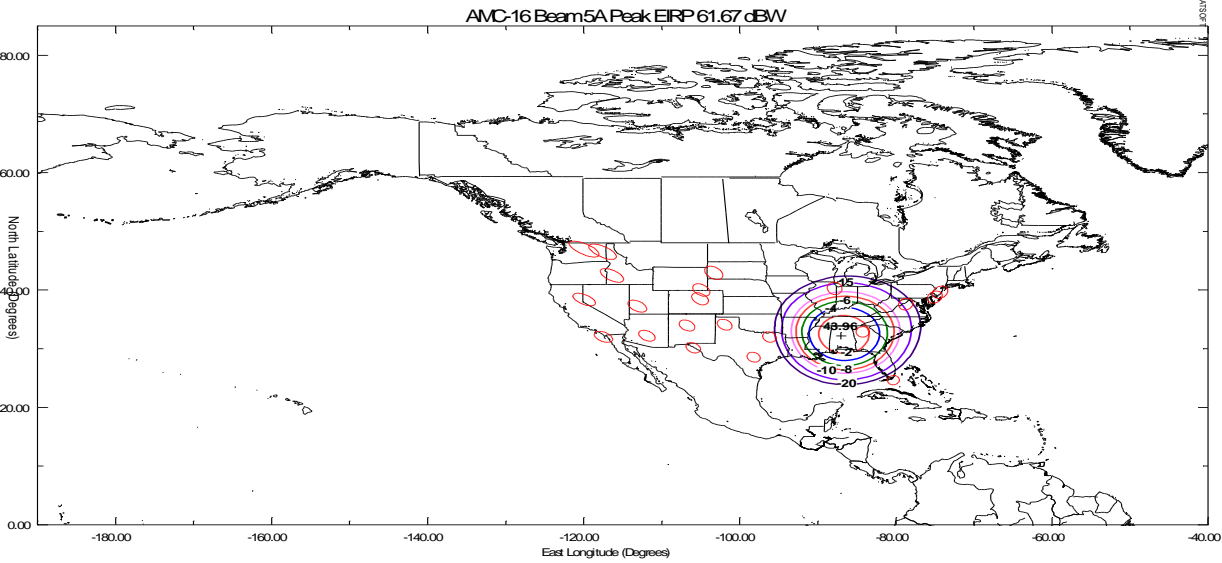 AMC-16 Beam 5A Peak EIRP 61.67 dBW
ATSOFT
80.00
60.00
40.00
20.00
0.00
North Latitude (Degrees)
-15
-6
-4
43.96
-2
-10 -8
-20
-180.00 -160.00 -140.00 -120.00 -100.00 -80.00 -60.00 -40.00
East Longitude (Degrees)